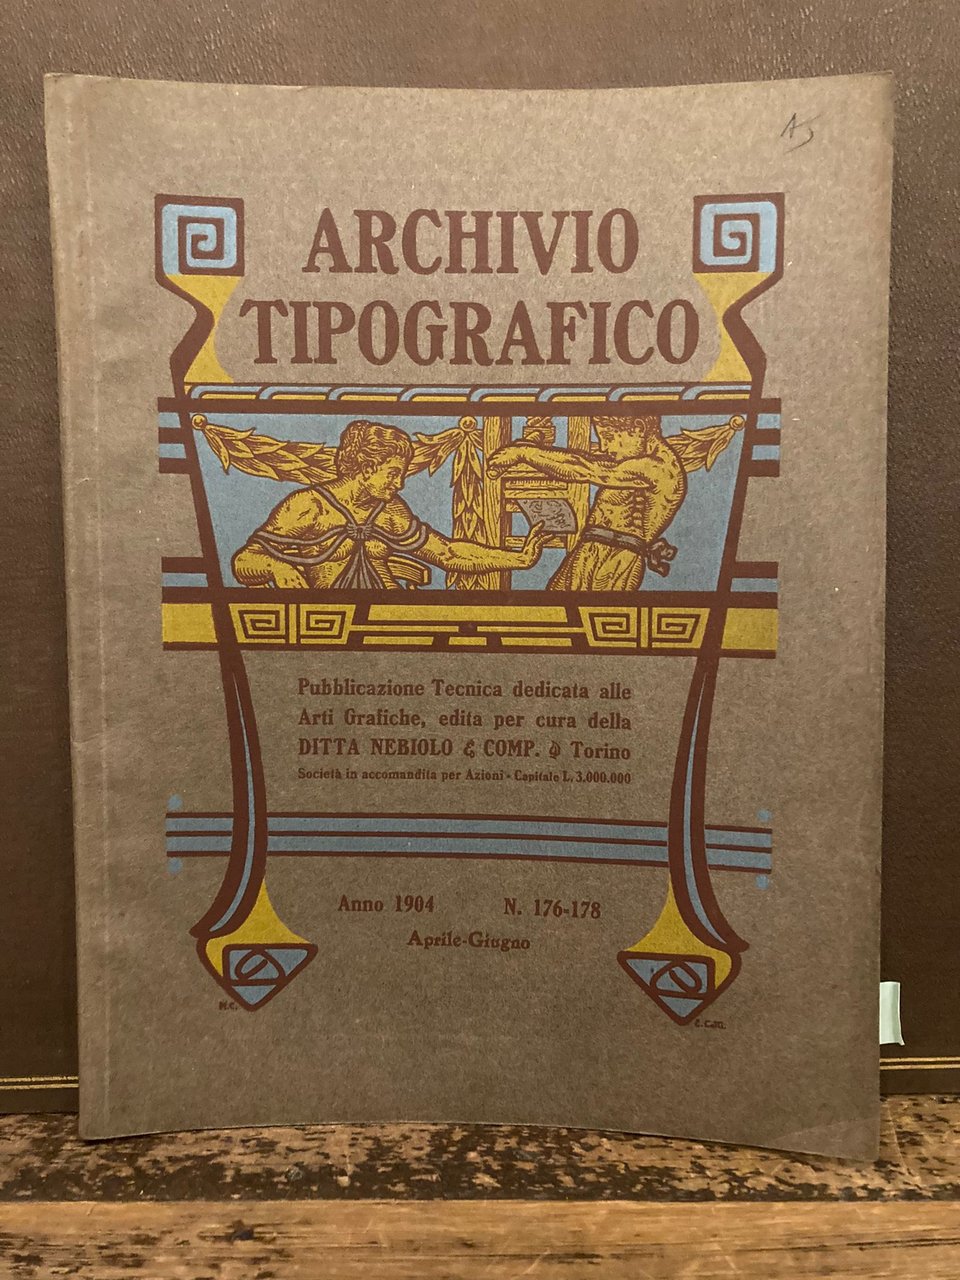 ARCHIVIO
TIPOGRAFICO
Pubblicazione Tecnica dedicata alle
Arti Grafiche, edita per cura della
DITTA NEBIOLO & COMP. Torino
Società in accomandita per Azioni - Capitale L. 3.000.000
Anno 1904 N. 176-178
Aprile-Giugno
M.C.